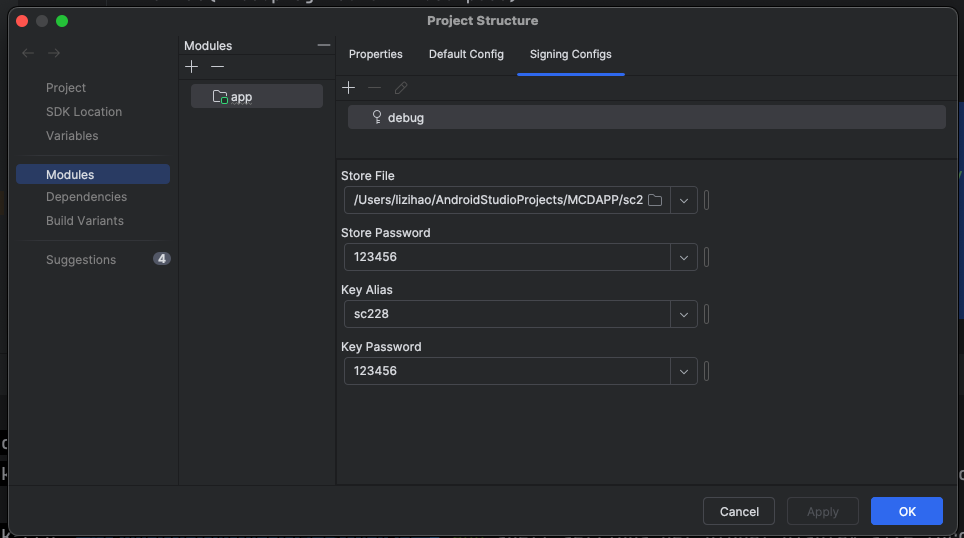 Project Structure
Modules
Properties
Default Config
Signing Configs
Project
SDK Location
Variables
Modules
Dependencies
Build Variants
Suggestions
4
app
debug
Store File
/Users/lizihao/AndroidStudioProjects/MCDAPP/sc2
Store Password
123456
Key Alias
sc228
Key Password
123456
Cancel
Apply
OK